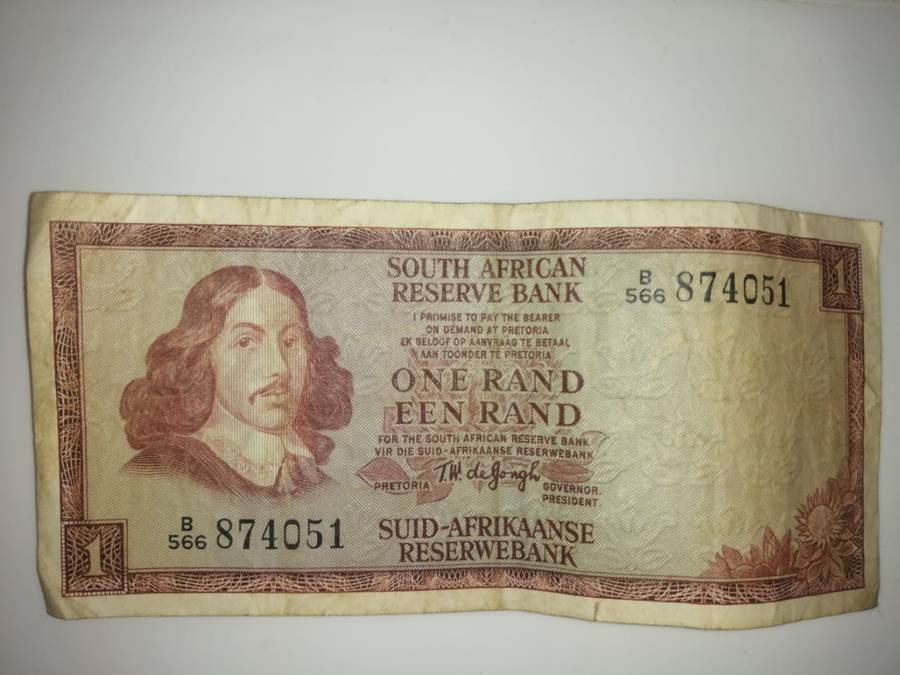 SOUTH AFRICAN
RESERVE BANK
B
566 874051
1
I PROMISE TO PAY THE BEARER
ON DEMAND AT PRETORIA
EK BELOOF OP AANVRAAG TE BETAAL
AAN TOONDER TE PRETORIA
ONE RAND
EEN RAND
FOR THE SOUTH AFRICAN RESERVE BANK
VIR DIE SUID-AFRIKAANSE RESERWEBANK
T.W. de Jongh
PRETORIA
GOVERNOR.
PRESIDENT.
B
566 874051
1
SUID-AFRIKAANSE
RESERWEBANK